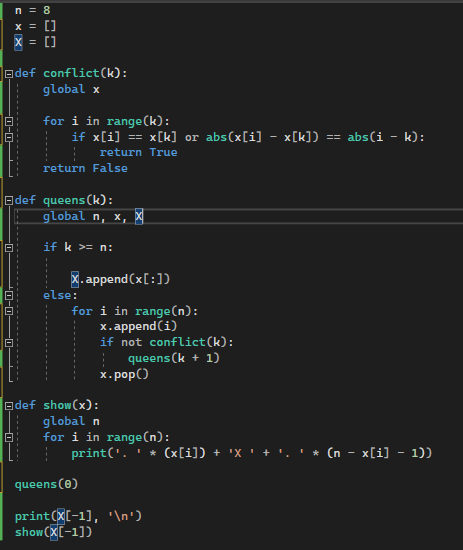 n = 8
x = []
X = []
def conflict(k):
    global x
    for i in range(k):
        if x[i] == x[k] or abs(x[i] - x[k]) == abs(i - k):
            return True
    return False
def queens(k):
    global n, x, X
    if k >= n:
        X.append(x[:])
    else:
        for i in range(n):
            x.append(i)
            if not conflict(k):
                queens(k + 1)
            x.pop()
def show(x):
    global n
    for i in range(n):
        print('. ' * (x[i]) + 'X ' + '. ' * (n - x[i] - 1))
queens(0)
print(X[-1], '\n')
show(X[-1])